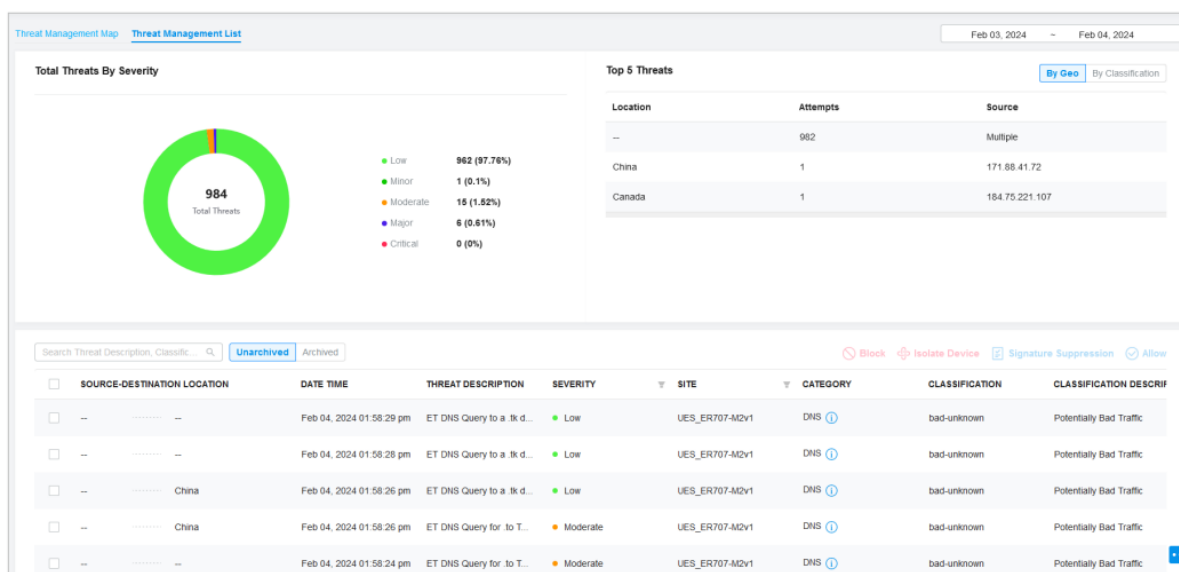 Threat Management Map Threat Management List Feb 03, 2024 ~ Feb 04, 2024
Total Threats By Severity
984
Total Threats
Low 962 (97.76%)
Minor 1 (0.1%)
Moderate 15 (1.52%)
Major 6 (0.61%)
Critical 0 (0%)
Top 5 Threats By Geo By Classification
Location Attempts Source
-- 982 Multiple
China 1 171.88.41.72
Canada 1 184.75.221.107
Search Threat Description, Classific... Unarchived Archived Block Isolate Device Signature Suppression Allow
SOURCE-DESTINATION LOCATION DATE TIME THREAT DESCRIPTION SEVERITY SITE CATEGORY CLASSIFICATION CLASSIFICATION DESCRIP
-- -- Feb 04, 2024 01:58:29 pm ET DNS Query to a .tk d... Low UES_ER707-M2v1 DNS bad-unknown Potentially Bad Traffic
-- -- Feb 04, 2024 01:58:28 pm ET DNS Query to a .tk d... Low UES_ER707-M2v1 DNS bad-unknown Potentially Bad Traffic
-- China Feb 04, 2024 01:58:26 pm ET DNS Query to a .tk d... Low UES_ER707-M2v1 DNS bad-unknown Potentially Bad Traffic
-- China Feb 04, 2024 01:58:26 pm ET DNS Query for .to T... Moderate UES_ER707-M2v1 DNS bad-unknown Potentially Bad Traffic
-- -- Feb 04, 2024 01:58:24 pm ET DNS Query for .to T... Moderate UES_ER707-M2v1 DNS bad-unknown Potentially Bad Traffic